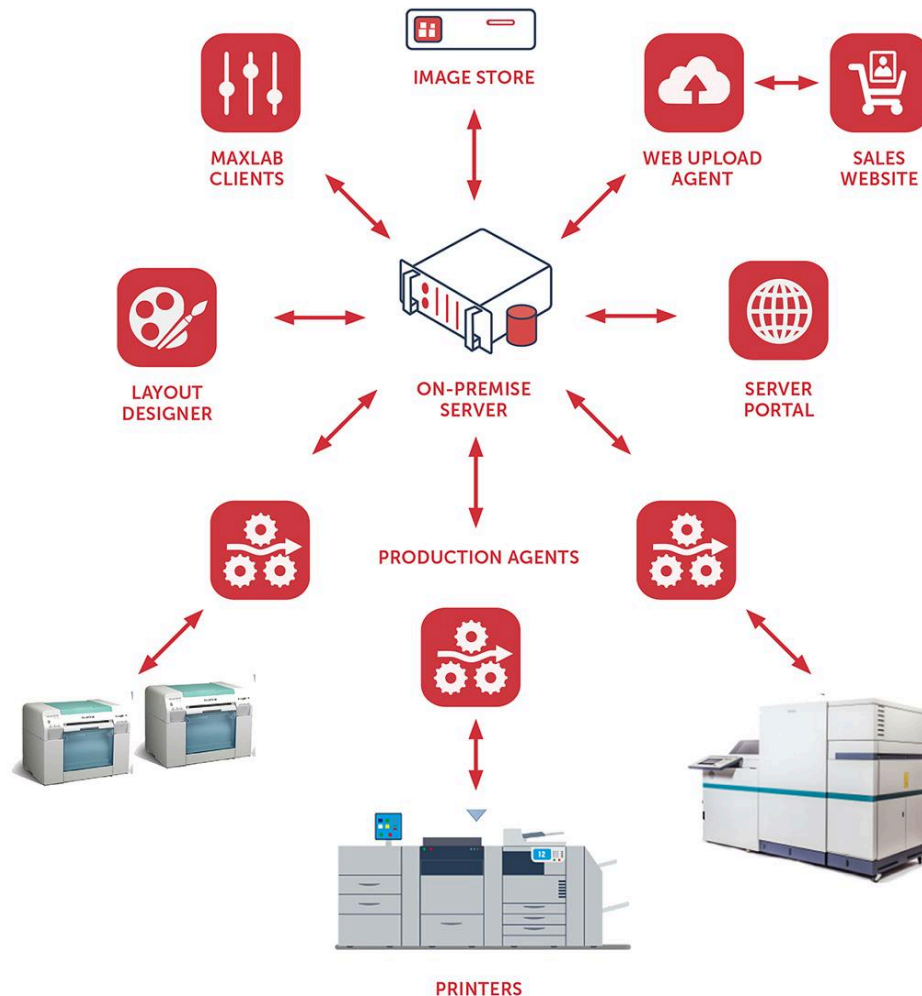 IMAGE STORE
MAXLAB
CLIENTS
WEB UPLOAD
AGENT
SALES
WEBSITE
LAYOUT
DESIGNER
ON-PREMISE
SERVER
SERVER
PORTAL
PRODUCTION AGENTS
12
PRINTERS